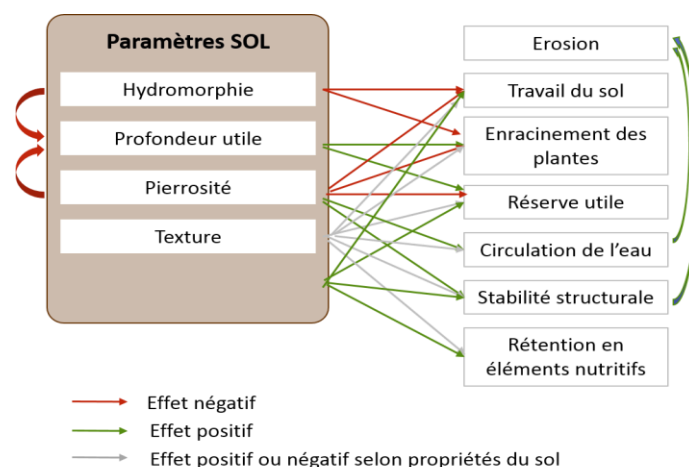 Paramètres SOL
Hydromorphie
Profondeur utile
Pierrosité
Texture
Erosion
Travail du sol
Enracinement des
plantes
Réserve utile
Circulation de l'eau
Stabilité structurale
Rétention en
éléments nutritifs
Effet négatif
Effet positif
Effet positif ou négatif selon propriétés du sol